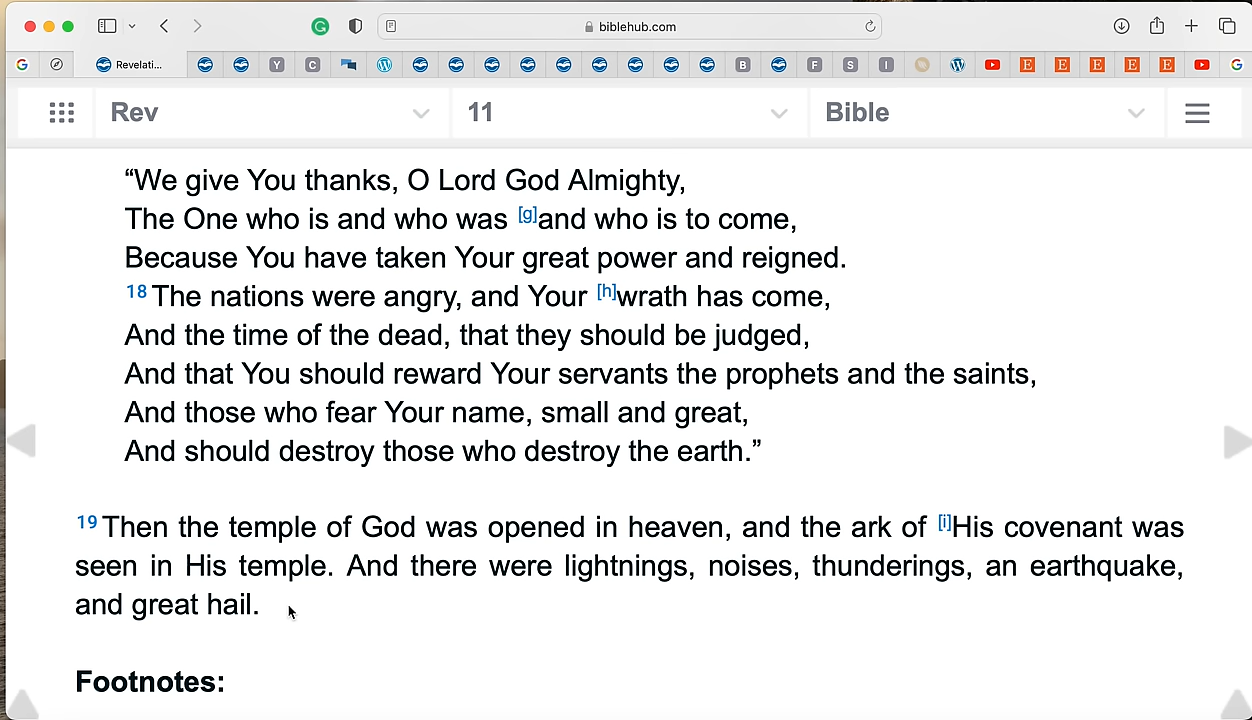 biblehub.com
Revelati...
Y
C
B
F
S
I
E
E
E
E
E
Rev
11
Bible
“We give You thanks, O Lord God Almighty,
The One who is and who was [g]and who is to come,
Because You have taken Your great power and reigned.
18 The nations were angry, and Your [h]wrath has come,
And the time of the dead, that they should be judged,
And that You should reward Your servants the prophets and the saints,
And those who fear Your name, small and great,
And should destroy those who destroy the earth.”
19 Then the temple of God was opened in heaven, and the ark of [i]His covenant was
seen in His temple. And there were lightnings, noises, thunderings, an earthquake,
and great hail.
Footnotes: